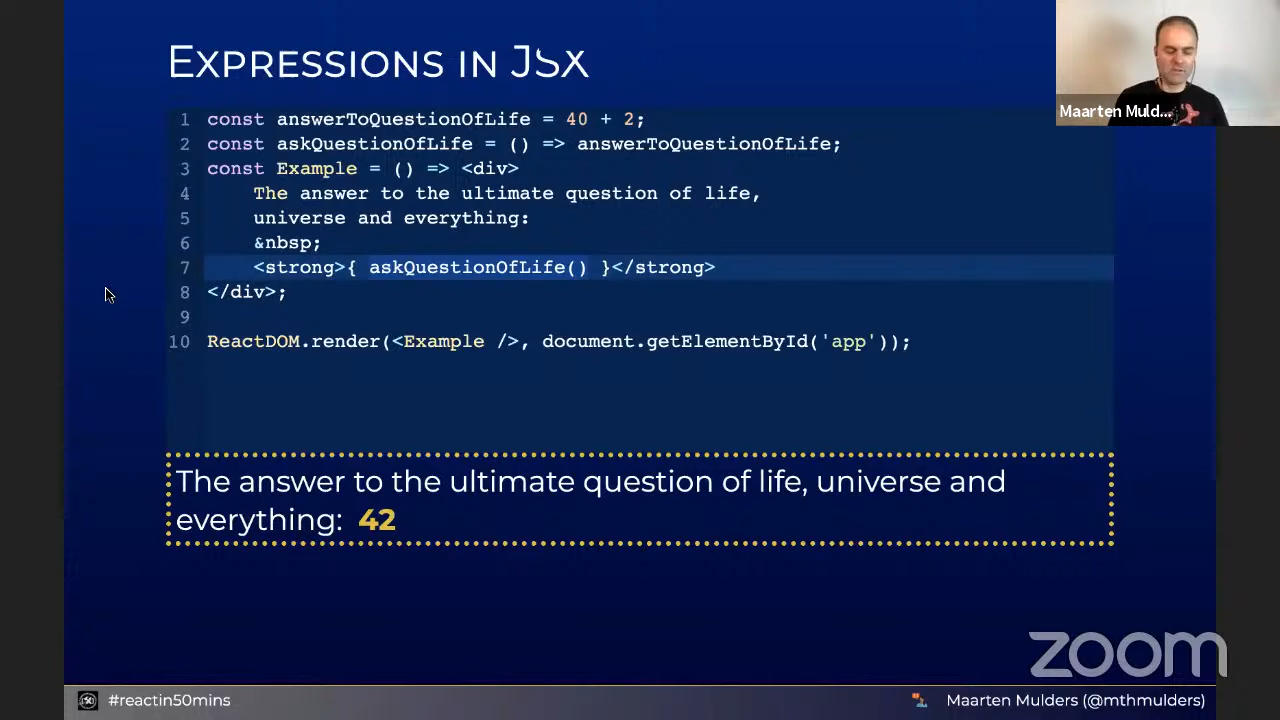 EXPRESSIONS IN JSX
Maarten Muld...
1 const answerToQuestionOfLife = 40 + 2;
2 const askQuestionOfLife = () => answerToQuestionOfLife;
3 const Example = () => <div>
4 The answer to the ultimate question of life,
5 universe and everything:
6 &nbsp;
7 <strong>{ askQuestionOfLife() }</strong>
8 </div>;
9
10 ReactDOM.render(<Example />, document.getElementById('app'));
The answer to the ultimate question of life, universe and
everything: 42
zoom
#reactin50mins
Maarten Mulders (@mthmulders)